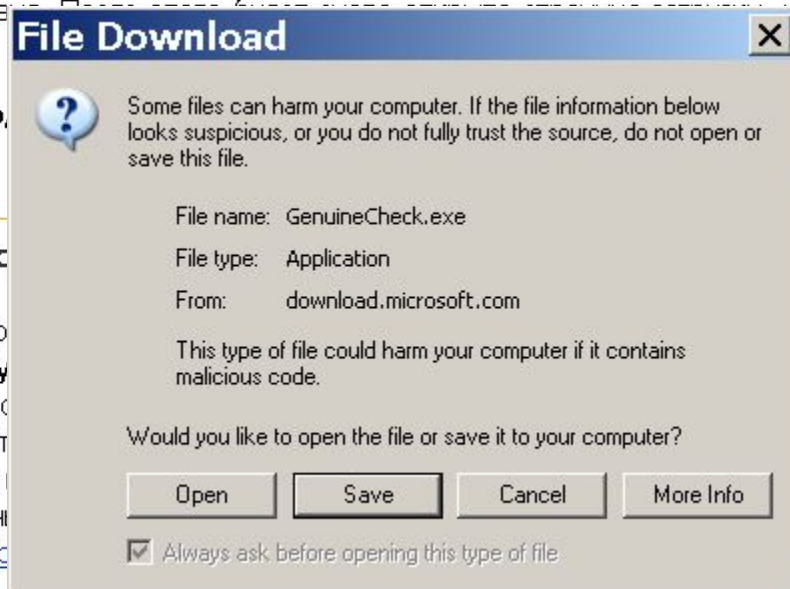 File Download
Some files can harm your computer. If the file information below
looks suspicious, or you do not fully trust the source, do not open or
save this file.
File name: GenuineCheck.exe
File type: Application
From: download.microsoft.com
This type of file could harm your computer if it contains
malicious code.
Would you like to open the file or save it to your computer?
Open Save Cancel More Info
Always ask before opening this type of file